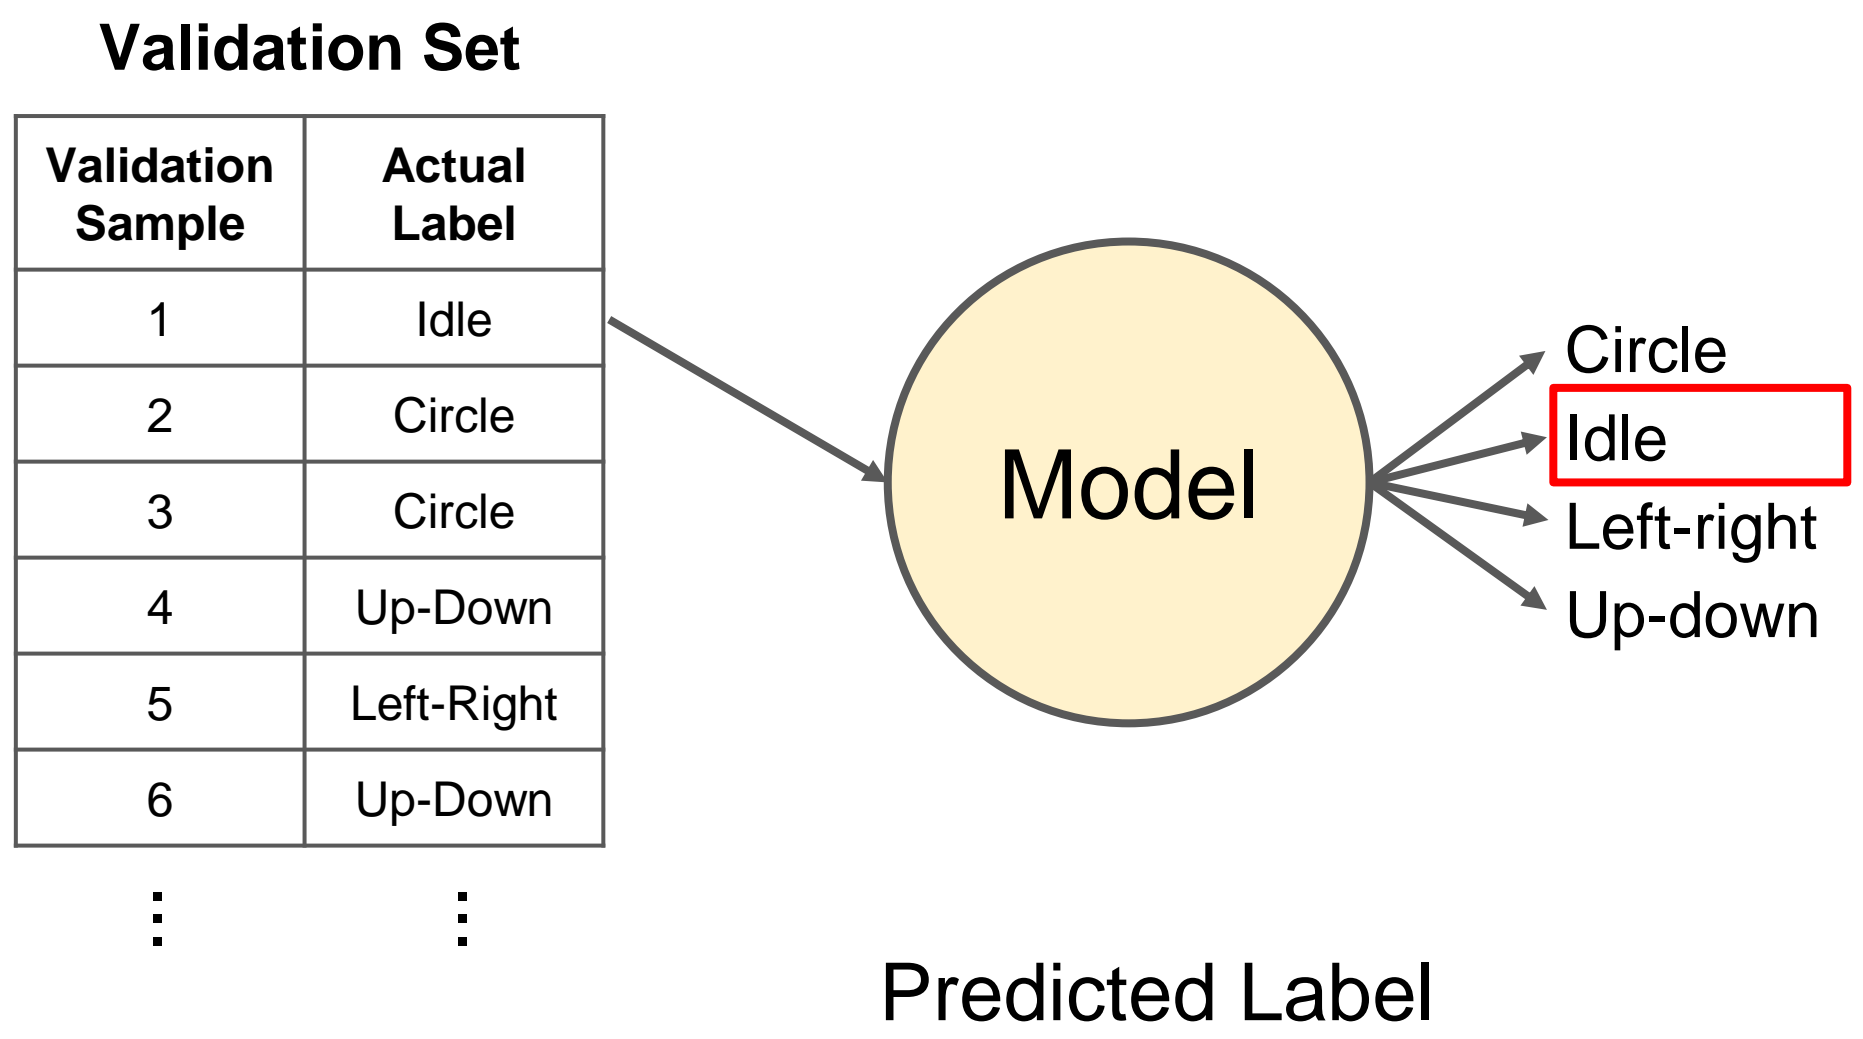 Validation Set
Validation Sample
Actual Label
1 Idle
2 Circle
3 Circle
4 Up-Down
5 Left-Right
6 Up-Down
Model
Circle
Idle
Left-right
Up-down
Predicted Label